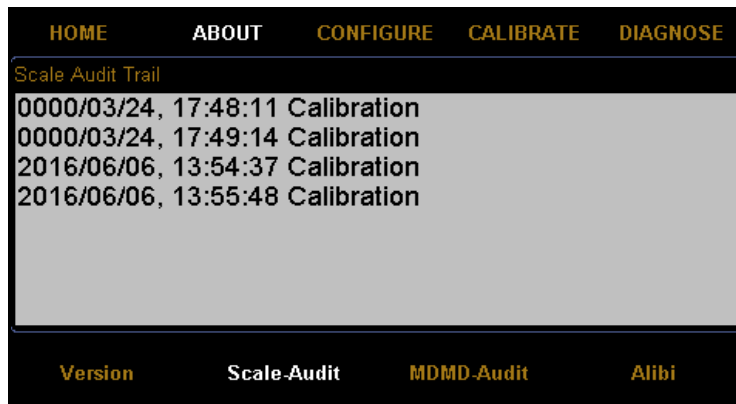 HOME ABOUT CONFIGURE CALIBRATE DIAGNOSE
Scale Audit Trail
0000/03/24, 17:48:11 Calibration
0000/03/24, 17:49:14 Calibration
2016/06/06, 13:54:37 Calibration
2016/06/06, 13:55:48 Calibration
Version Scale-Audit MDMD-Audit Alibi